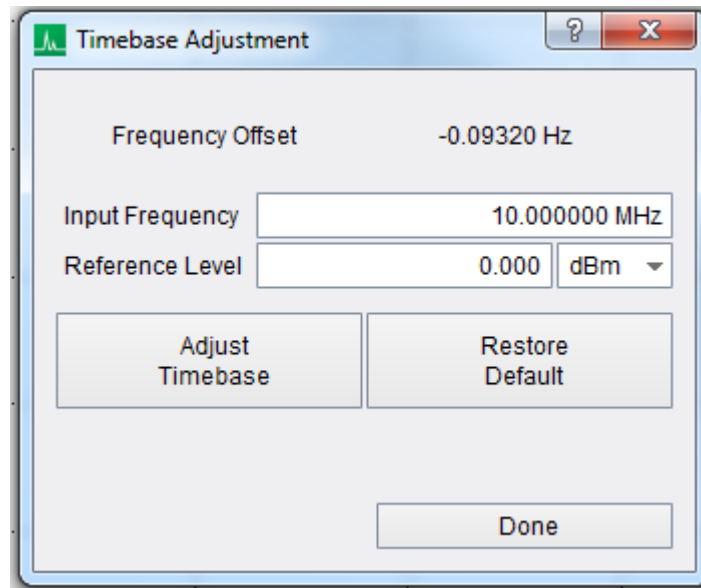 Timebase Adjustment
?
Frequency Offset -0.09320 Hz
Input Frequency 10.000000 MHz
Reference Level 0.000 dBm
Adjust
Timebase
Restore
Default
Done